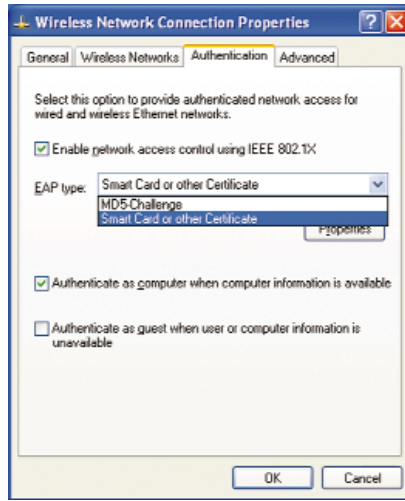 Wireless Network Connection Properties
General Wireless Networks Authentication Advanced
Select this option to provide authenticated network access for
wired and wireless Ethernet networks.
Enable network access control using IEEE 802.1X
EAP type: Smart Card or other Certificate
MD5-Challenge
Smart Card or other Certificate
Properties
Authenticate as computer when computer information is available
Authenticate as guest when user or computer information is
unavailable
OK Cancel